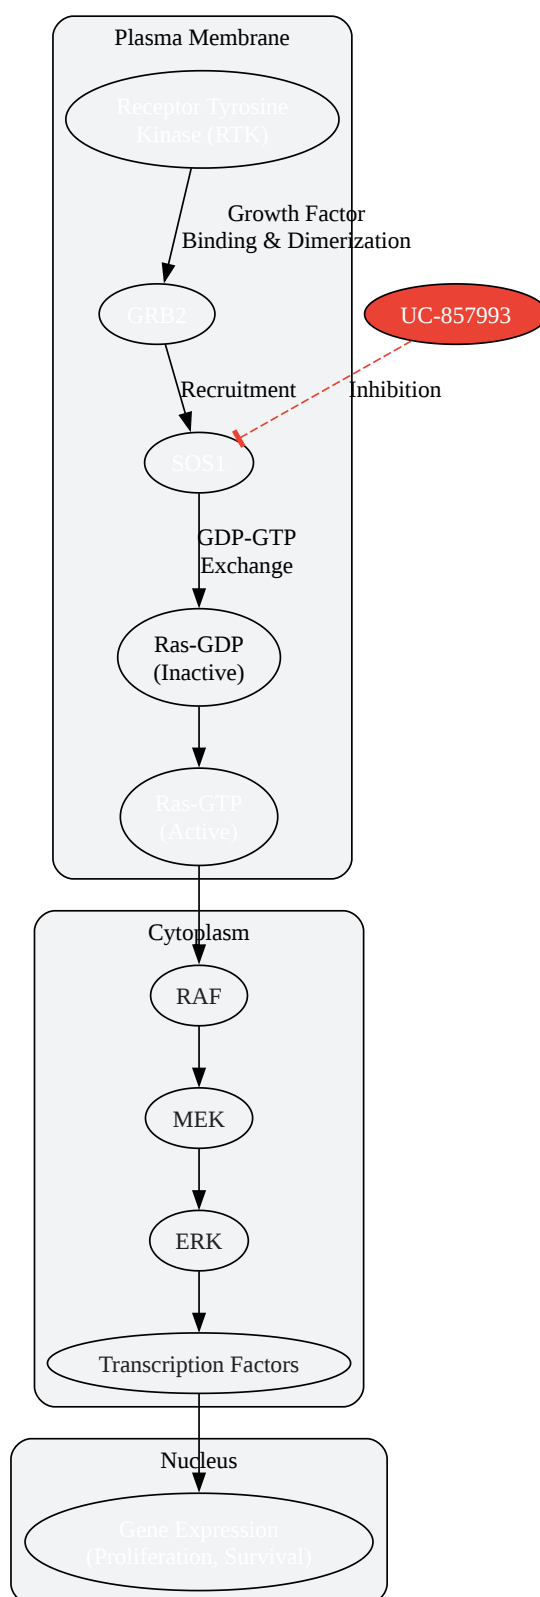 Plasma Membrane
Receptor Tyrosine
Kinase (RTK)
Growth Factor
Binding & Dimerization
GRB2
UC-857993
Recruitment
Inhibition
SOS1
GDP-GTP
Exchange
Ras-GDP
(Inactive)
Ras-GTP
(Active)
Cytoplasm
RAF
MEK
ERK
Transcription Factors
Nucleus
Gene Expression
(Proliferation, Survival)